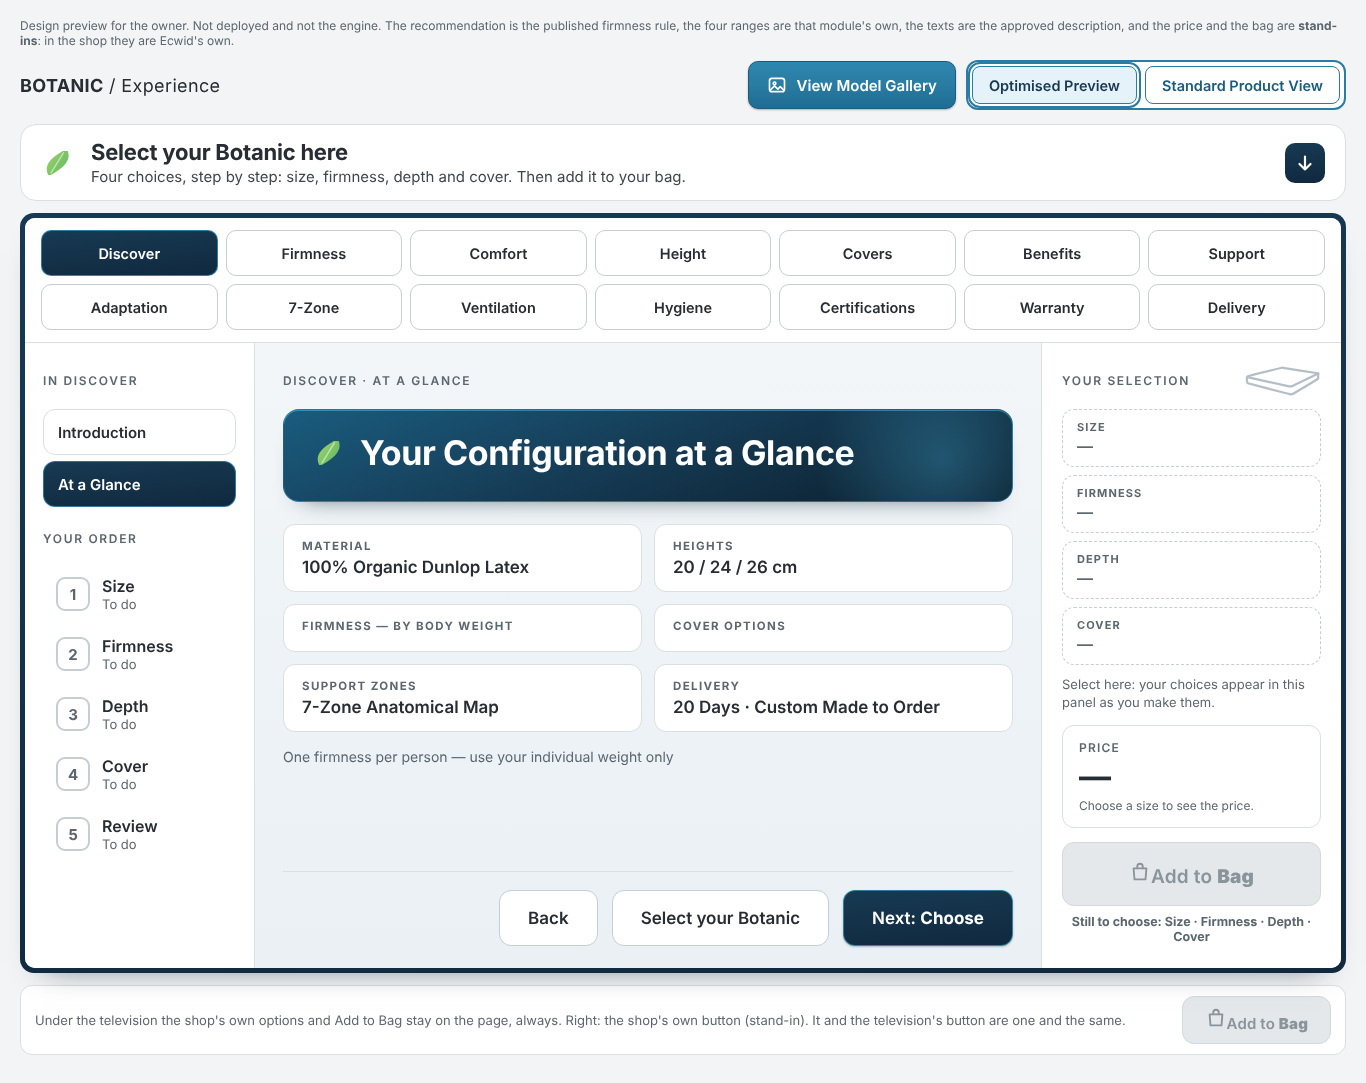 Design preview for the owner. Not deployed and not the engine. The recommendation is the published firmness rule, the four ranges are that module's own, the texts are the approved description, and the price and the bag are stand-
ins: in the shop they are Ecwid's own.
BOTANIC / Experience
View Model Gallery
Optimised Preview
Standard Product View
Select your Botanic here
Four choices, step by step: size, firmness, depth and cover. Then add it to your bag.
Discover
Firmness
Comfort
Height
Covers
Benefits
Support
Adaptation
7-Zone
Ventilation
Hygiene
Certifications
Warranty
Delivery
IN DISCOVER
Introduction
At a Glance
YOUR ORDER
1
Size
To do
2
Firmness
To do
3
Depth
To do
4
Cover
To do
5
Review
To do
DISCOVER · AT A GLANCE
Your Configuration at a Glance
MATERIAL
100% Organic Dunlop Latex
HEIGHTS
20 / 24 / 26 cm
FIRMNESS — BY BODY WEIGHT
COVER OPTIONS
SUPPORT ZONES
7-Zone Anatomical Map
DELIVERY
20 Days · Custom Made to Order
One firmness per person — use your individual weight only
Back
Select your Botanic
Next: Choose
YOUR SELECTION
SIZE
—
FIRMNESS
—
DEPTH
—
COVER
—
Select here: your choices appear in this
panel as you make them.
PRICE
—
Choose a size to see the price.
Add to Bag
Still to choose: Size · Firmness · Depth ·
Cover
Under the television the shop's own options and Add to Bag stay on the page, always. Right: the shop's own button (stand-in). It and the television's button are one and the same.
Add to Bag